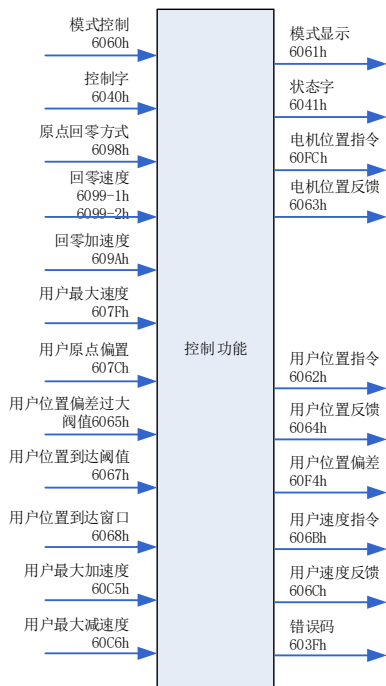 模式控制
6060h
控制字
6040h
原点回零方式
6098h
回零速度
6099-1h
6099-2h
回零加速度
609Ah
用户最大速度
607Fh
用户原点偏置
607Ch
用户位置偏差过大
阀值6065h
用户位置到达阈值
6067h
用户位置到达窗口
6068h
用户最大加速度
60C5h
用户最大减速度
60C6h
控制功能
模式显示
6061h
状态字
6041h
电机位置指令
60FCh
电机位置反馈
6063h
用户位置指令
6062h
用户位置反馈
6064h
用户位置偏差
60F4h
用户速度指令
606Bh
用户速度反馈
606Ch
错误码
603Fh